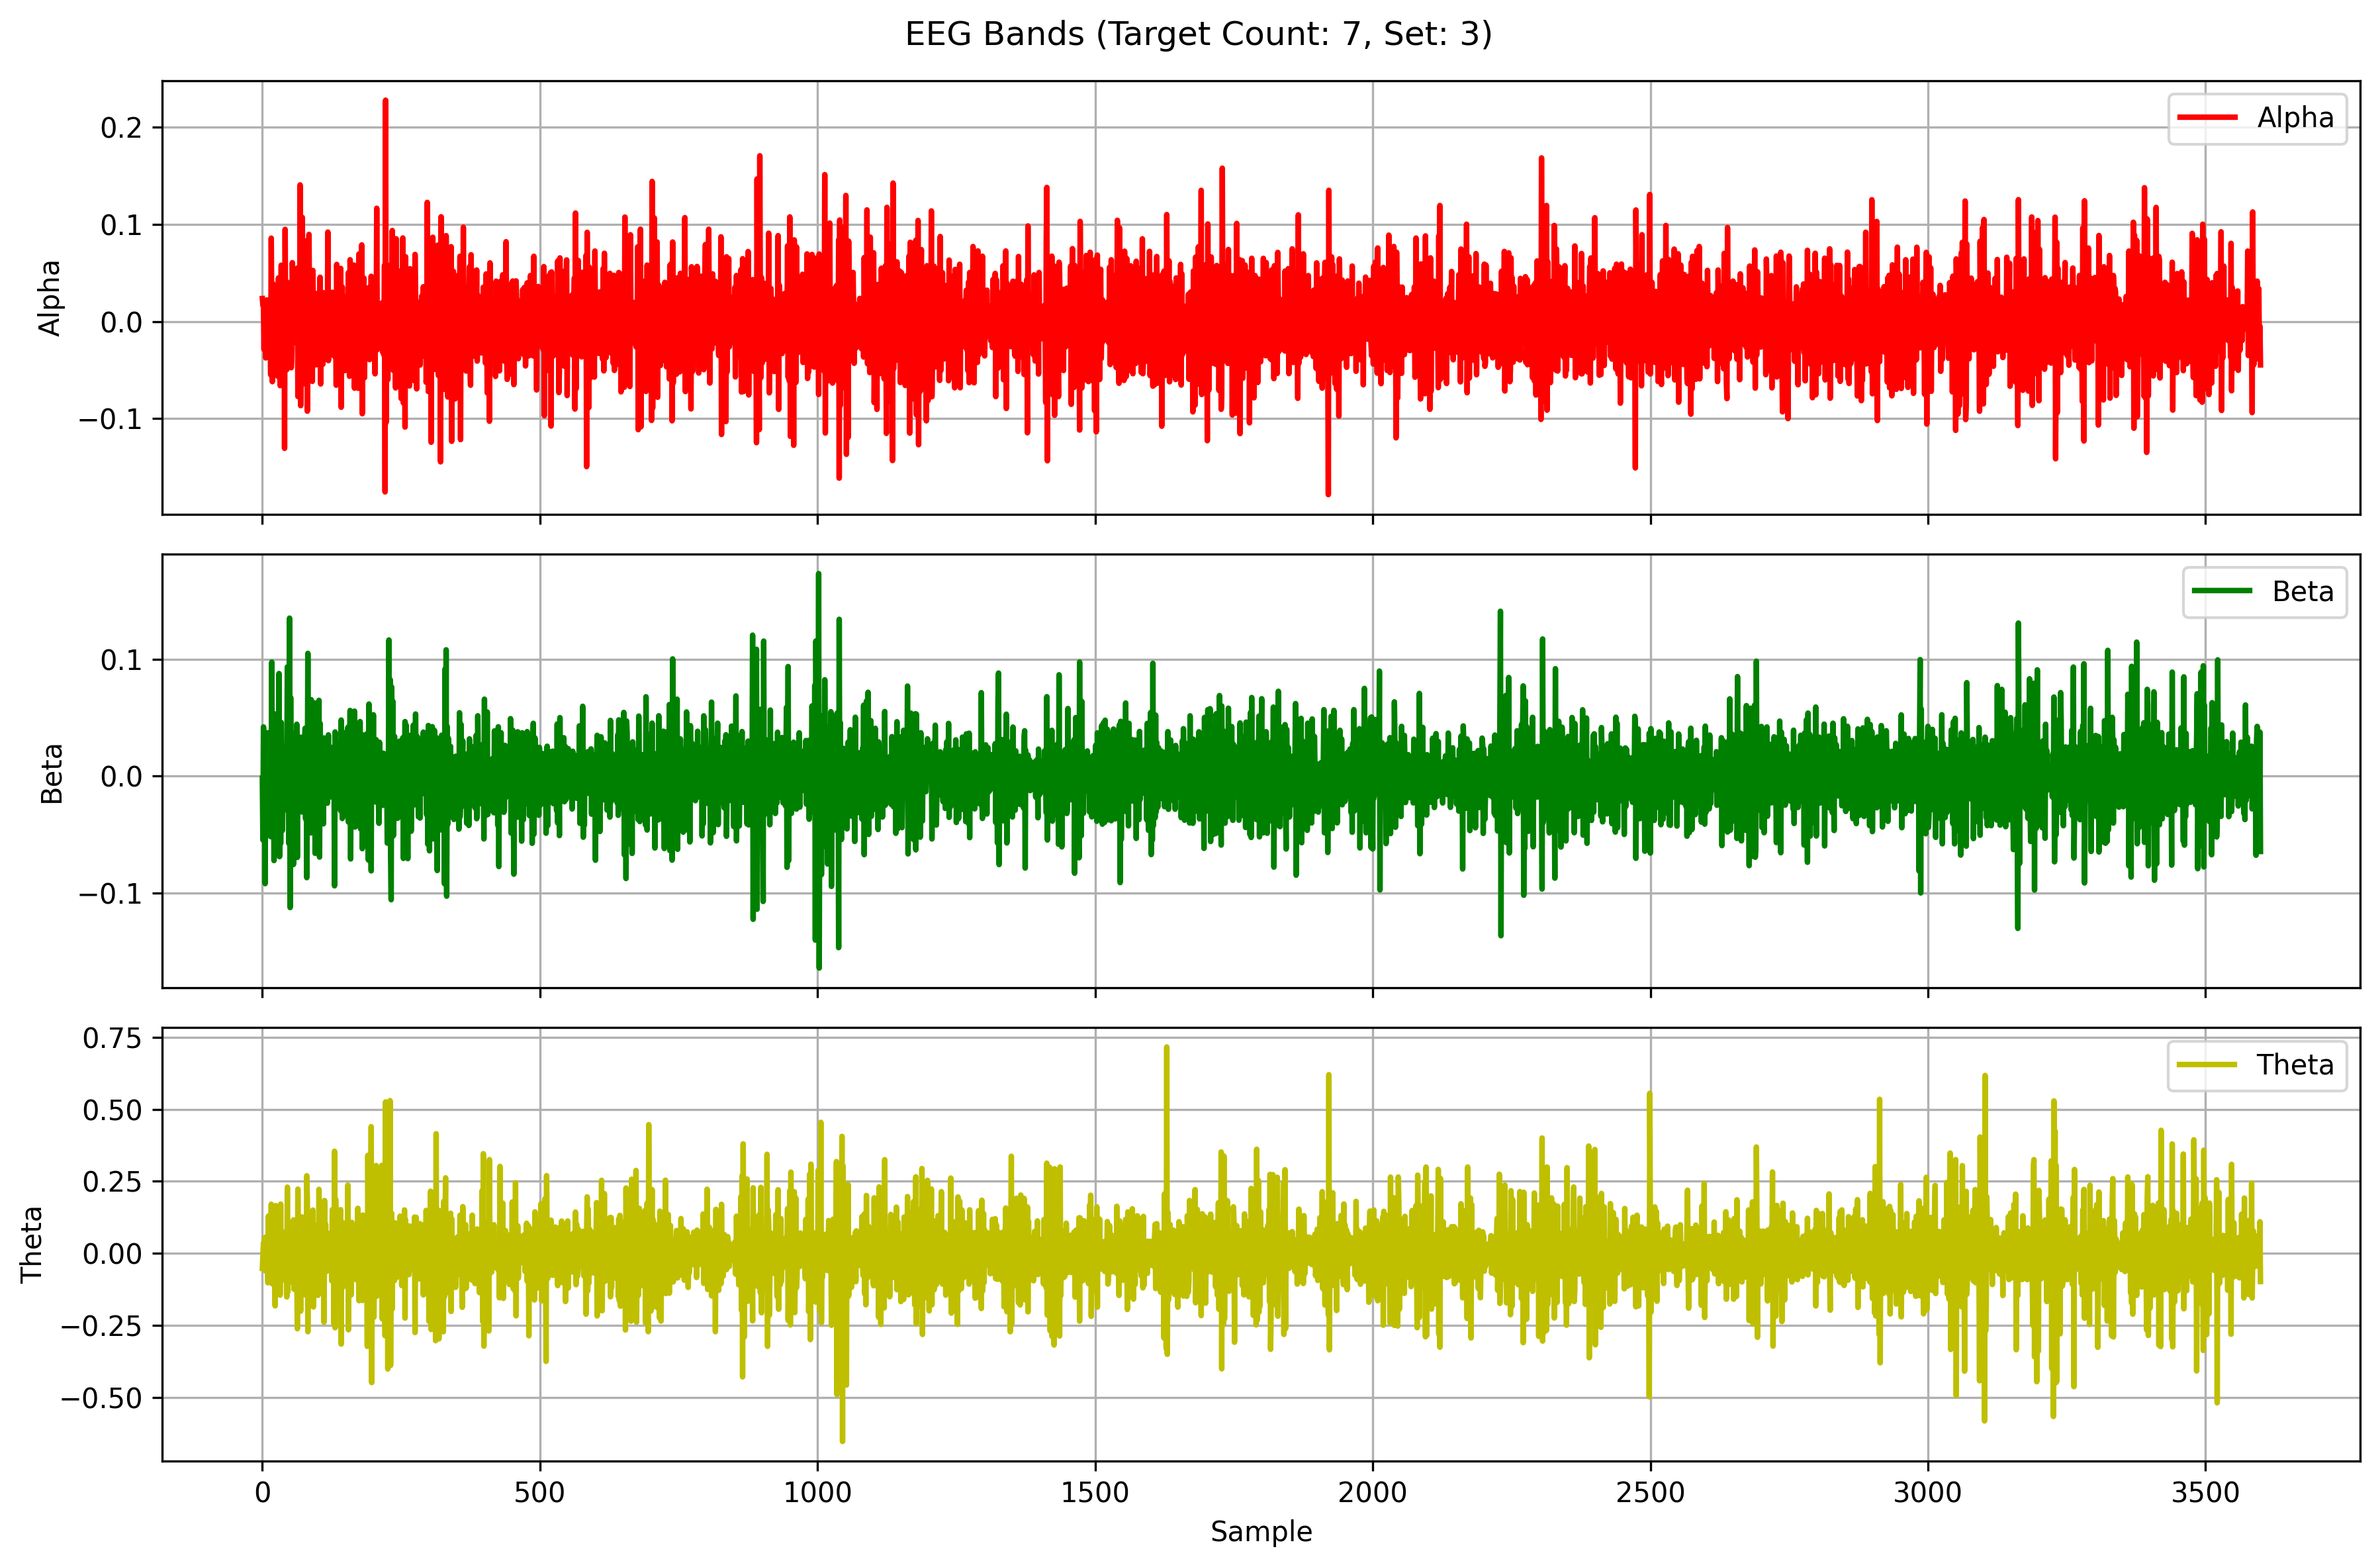 EEG Bands (Target Count: 7, Set: 3)
Alpha
0.2
0.1
0.0
−0.1
Alpha
Beta
0.1
0.0
−0.1
Beta
Theta
0.75
0.50
0.25
0.00
−0.25
−0.50
Theta
0 500 1000 1500 2000 2500 3000 3500
Sample